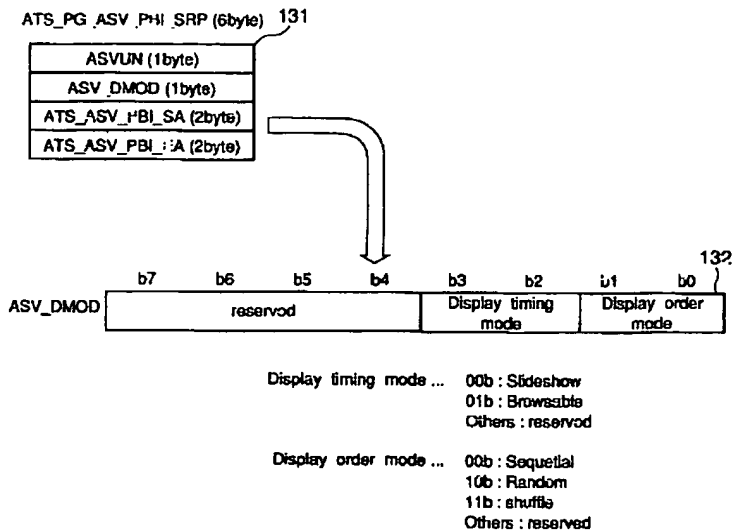 ATS_PG_ASV_PBI_SRP (6byte) 131
ASVUN (1byte)
ASV_DMOD (1byte)
ATS_ASV_PBI_SA (2byte)
ATS_ASV_PBI_EA (2byte)
132
b7 b6 b5 b4 b3 b2 b1 b0
ASV_DMOD reserved Display timing mode Display order mode
Display timing mode ... 00b : Slideshow
01b : Browsable
Others : reserved
Display order mode ... 00b : Sequetial
10b : Random
11b : shuffle
Others : reserved